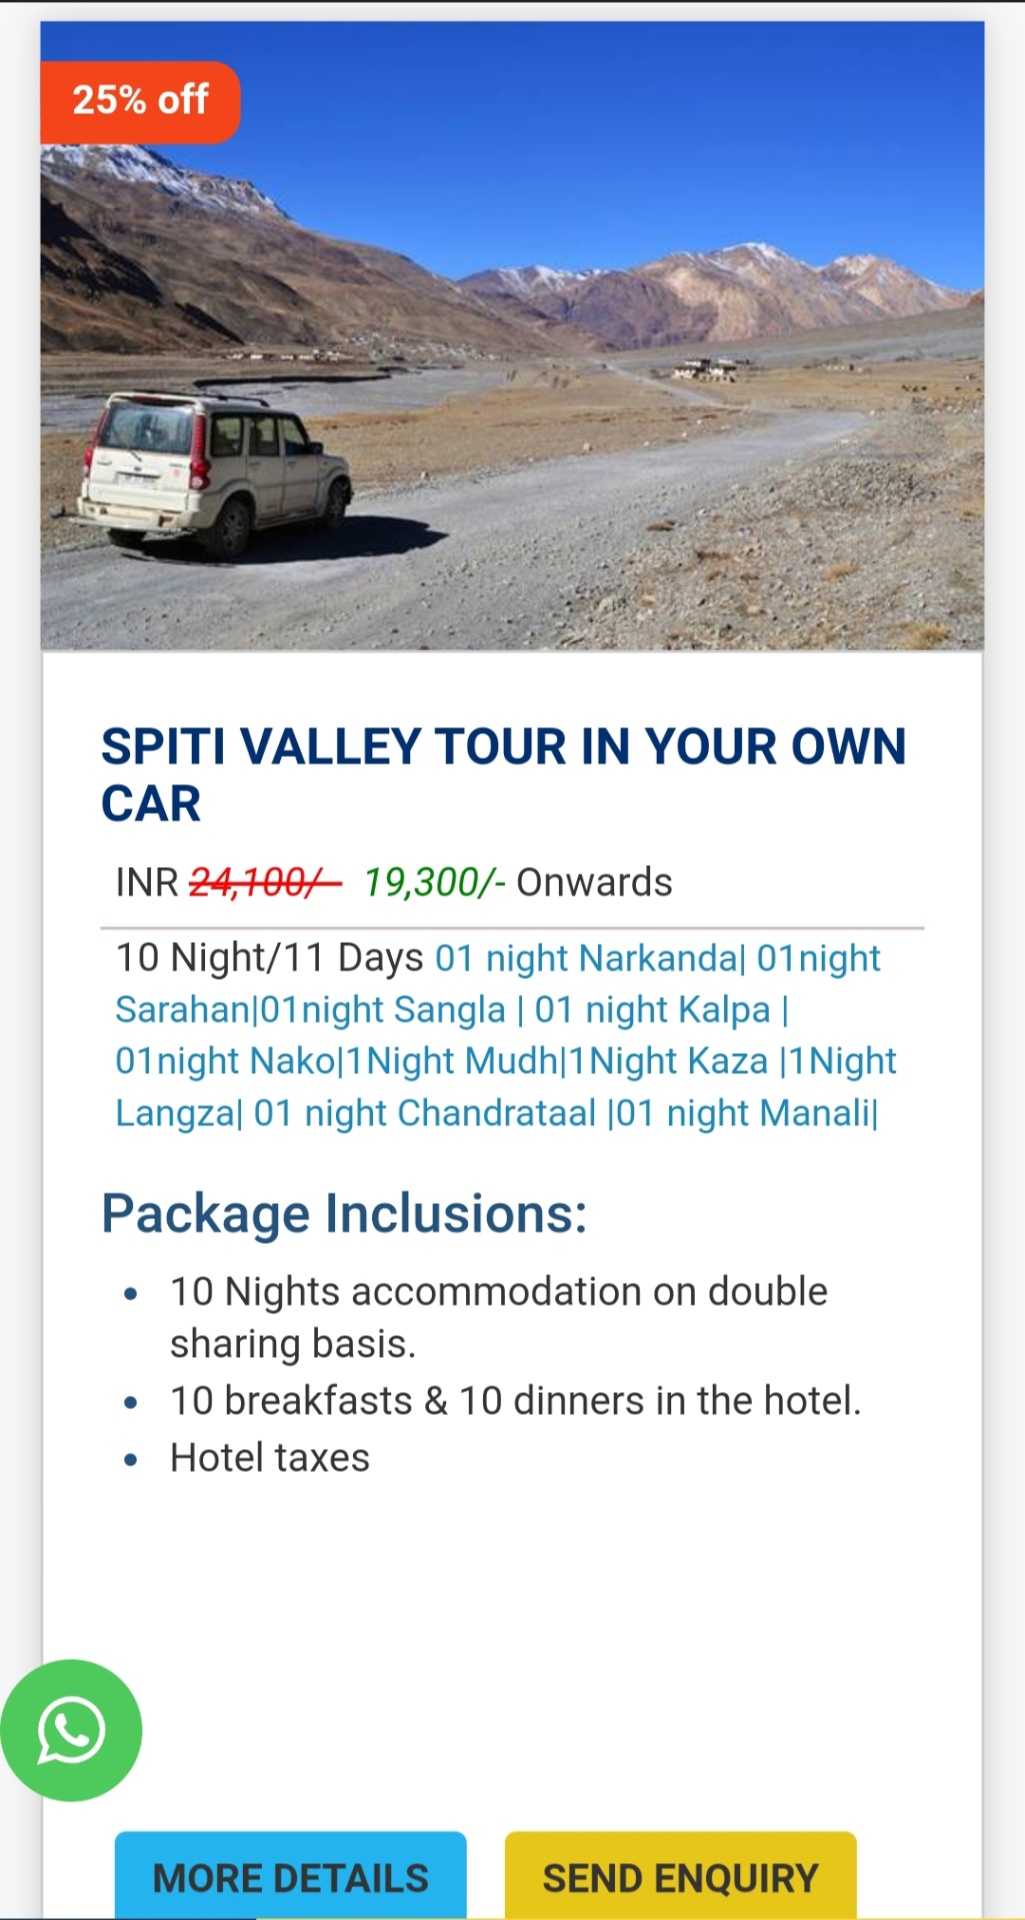 25% off
SPITI VALLEY TOUR IN YOUR OWN
CAR
INR 24,100/- 19,300/- Onwards
10 Night/11 Days 01 night Narkanda| 01night
Sarahan|01night Sangla | 01 night Kalpa |
01night Nako|1Night Mudh|1Night Kaza |1Night
Langza| 01 night Chandrataal |01 night Manali|
Package Inclusions:
• 10 Nights accommodation on double
sharing basis.
• 10 breakfasts & 10 dinners in the hotel.
• Hotel taxes
MORE DETAILS
SEND ENQUIRY